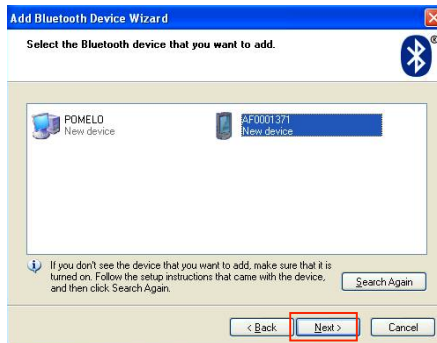 Add Bluetooth Device Wizard
Select the Bluetooth device that you want to add.
®
POMELO
New device
AF0001371
New device
If you don't see the device that you want to add, make sure that it is
turned on. Follow the setup instructions that came with the device,
and then click Search Again.
Search Again
< Back
Next >
Cancel